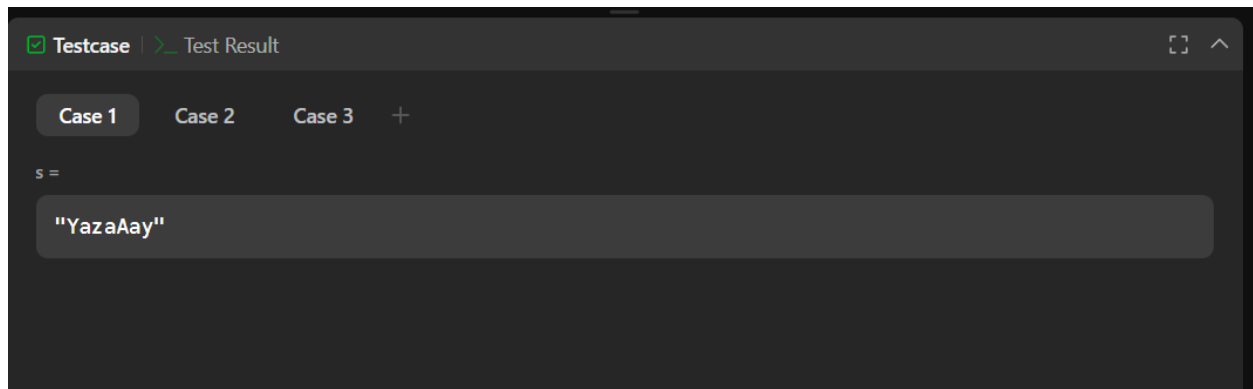 Testcase | >_ Test Result
Case 1 Case 2 Case 3 +
s =
"YazaAay"